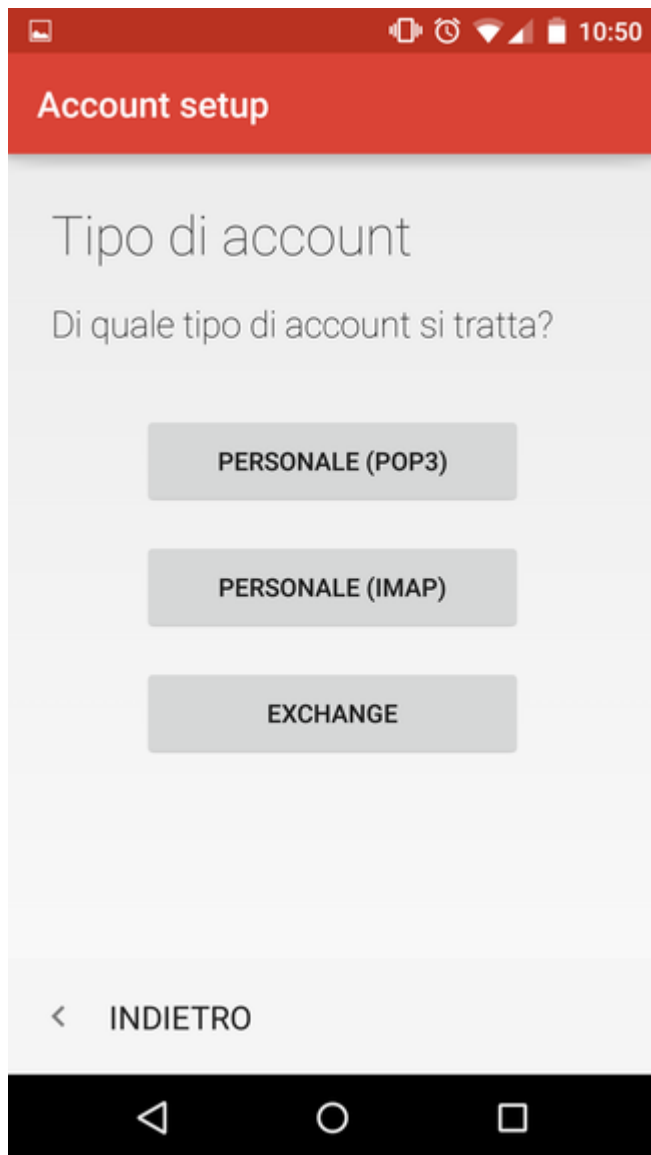 10:50
Account setup
Tipo di account
Di quale tipo di account si tratta?
PERSONALE (POP3)
PERSONALE (IMAP)
EXCHANGE
INDIETRO